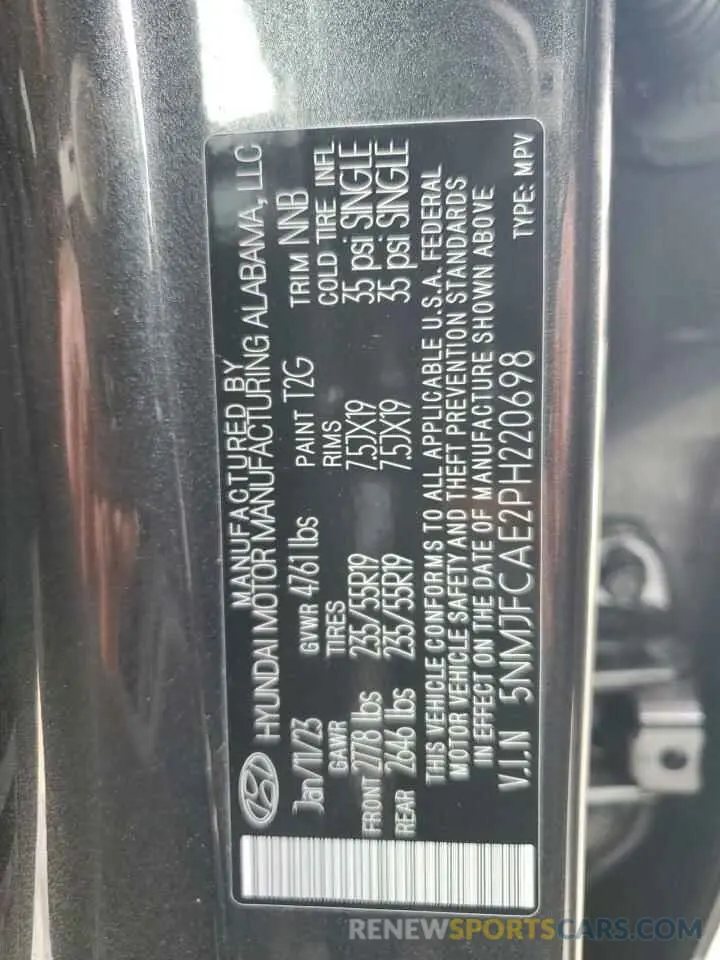 MANUFACTURED BY
HYUNDAI MOTOR MANUFACTURING ALABAMA, LLC
Jan/11/23 GVWR 4761 lbs PAINT T2G TRIM NNB
GAWR TIRES RIMS COLD TIRE INFL
FRONT 2778 lbs 235/55R19 7.5JX19 35 psi SINGLE
REAR 2646 lbs 235/55R19 7.5JX19 35 psi SINGLE
THIS VEHICLE CONFORMS TO ALL APPLICABLE U.S.A. FEDERAL
MOTOR VEHICLE SAFETY AND THEFT PREVENTION STANDARDS
IN EFFECT ON THE DATE OF MANUFACTURE SHOWN ABOVE
V.I.N 5NMJFCAE2PH220698 TYPE: MPV
RENEWSPORTSCARS.COM